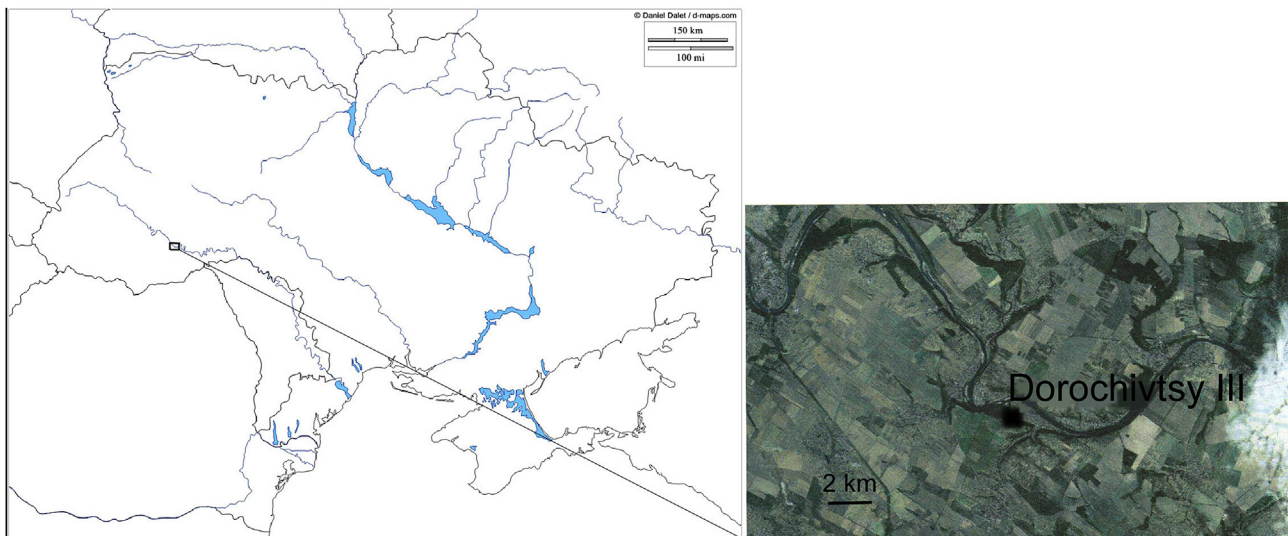 © Daniel Dalet / d-maps.com
150 km
100 mi
Dorochivtsy III
2 km